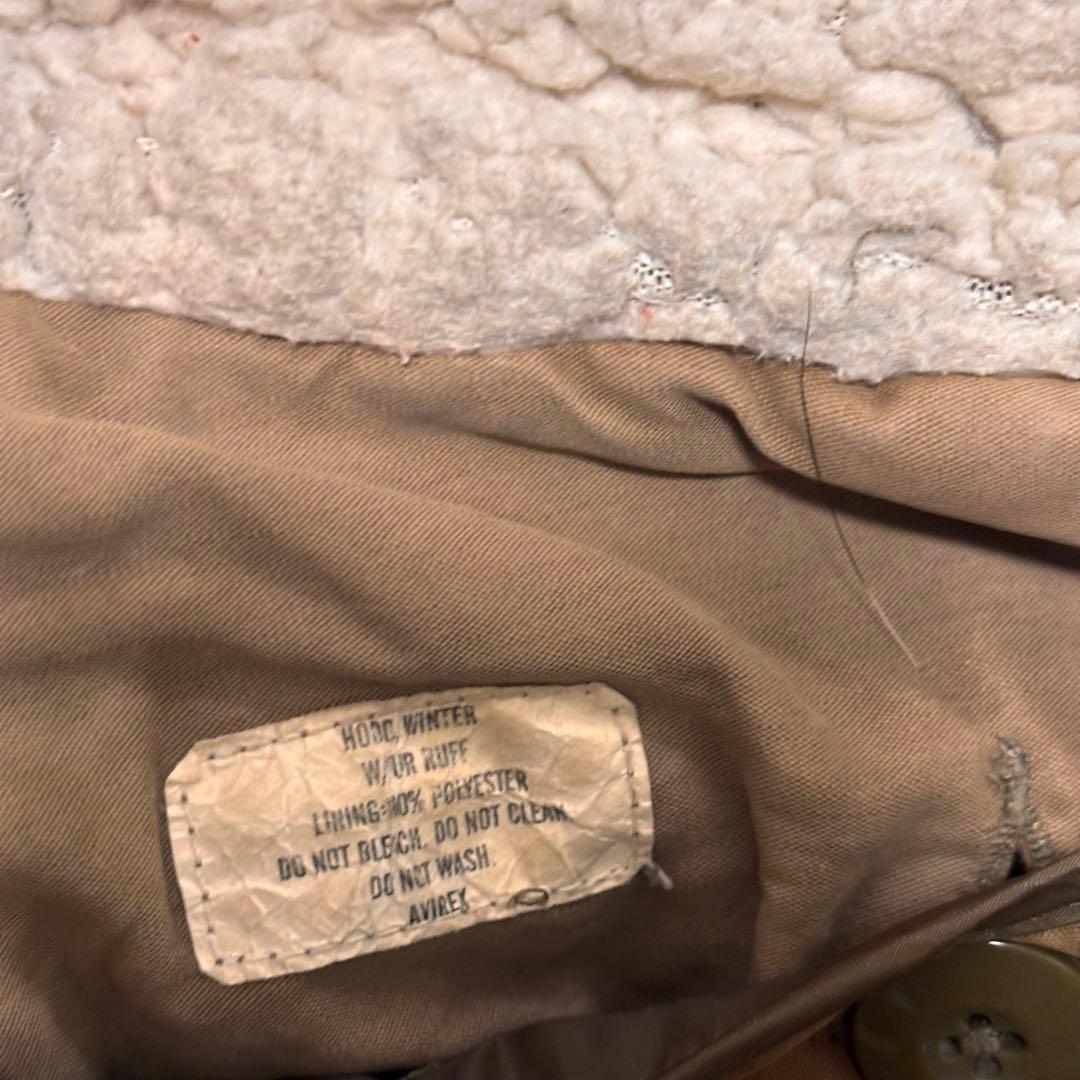 HOOD, WINTER
W/UR RUFF
LINING:100% POLYESTER
DO NOT BLEACH. DO NOT CLEAN
DO NOT WASH.
AVIREX